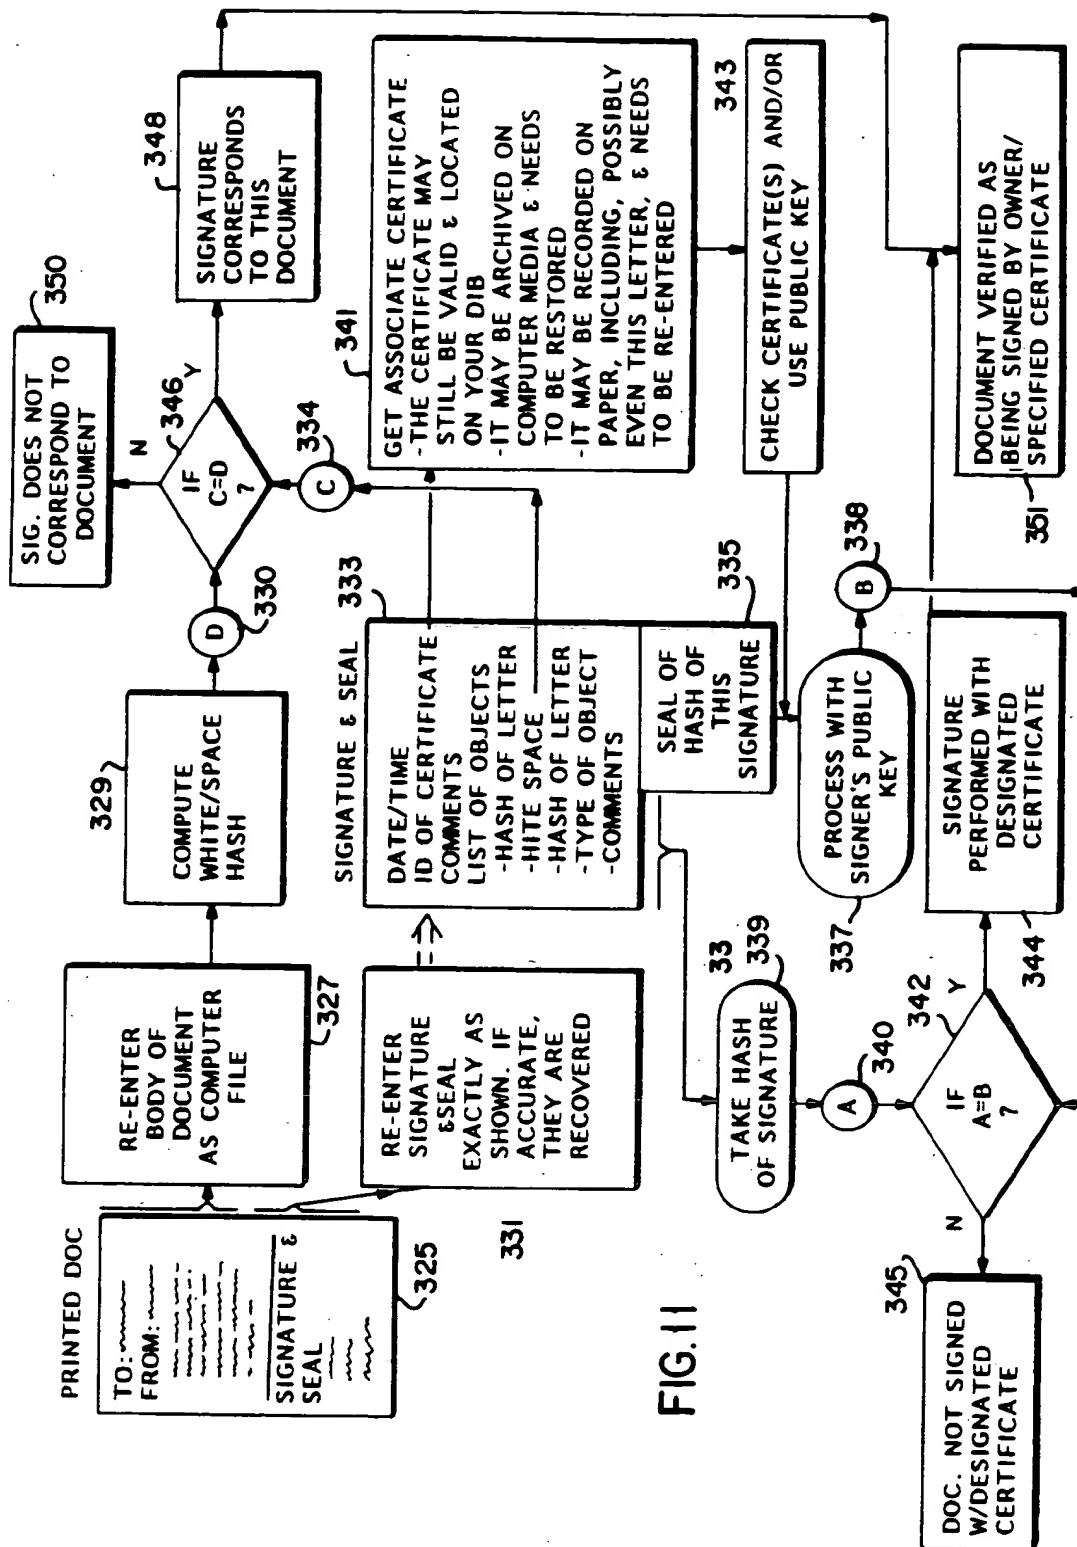 PRINTED DOC
TO:
FROM:
SIGNATURE &
SEAL
325
RE-ENTER
BODY OF
DOCUMENT
AS COMPUTER
FILE
327
COMPUTE
WHITE/SPACE
HASH
329
D
330
IF
C=D
?
346
N
Y
SIG. DOES NOT
CORRESPOND TO
DOCUMENT
350
SIGNATURE
CORRESPONDS
TO THIS
DOCUMENT
348
RE-ENTER
SIGNATURE
&SEAL
EXACTLY AS
SHOWN. IF
ACCURATE,
THEY ARE
RECOVERED
331
SIGNATURE & SEAL
333
DATE/TIME
ID OF CERTIFICATE
COMMENTS
LIST OF OBJECTS
-HASH OF LETTER
-HITE SPACE
-HASH OF LETTER
-TYPE OF OBJECT
-COMMENTS
C
334
SEAL OF
HASH OF
THIS
SIGNATURE
335
GET ASSOCIATE CERTIFICATE
-THE CERTIFICATE MAY
STILL BE VALID & LOCATED
ON YOUR DIB
-IT MAY BE ARCHIVED ON
COMPUTER MEDIA & NEEDS
TO BE RESTORED
-IT MAY BE RECORDED ON
PAPER, INCLUDING, POSSIBLY
EVEN THIS LETTER, & NEEDS
TO BE RE-ENTERED
341
CHECK CERTIFICATE(S) AND/OR
USE PUBLIC KEY
343
33
339
TAKE HASH
OF SIGNATURE
A
340
PROCESS WITH
SIGNER'S PUBLIC
KEY
337
B
338
IF
A=B
?
342
N
Y
DOC. NOT SIGNED
W/DESIGNATED
CERTIFICATE
345
SIGNATURE
PERFORMED WITH
DESIGNATED
CERTIFICATE
344
DOCUMENT VERIFIED AS
BEING SIGNED BY OWNER/
SPECIFIED CERTIFICATE
351
FIG.11